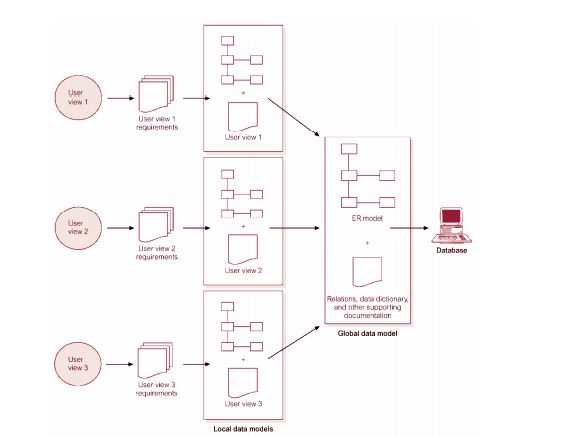 User
view 1
User view 1
requirements
+
User view 1
User
view 2
User view 2
requirements
+
User view 2
User
view 3
User view 3
requirements
+
User view 3
Local data models
ER model
+
Relations, data dictionary,
and other supporting
documentation
Global data model
Database